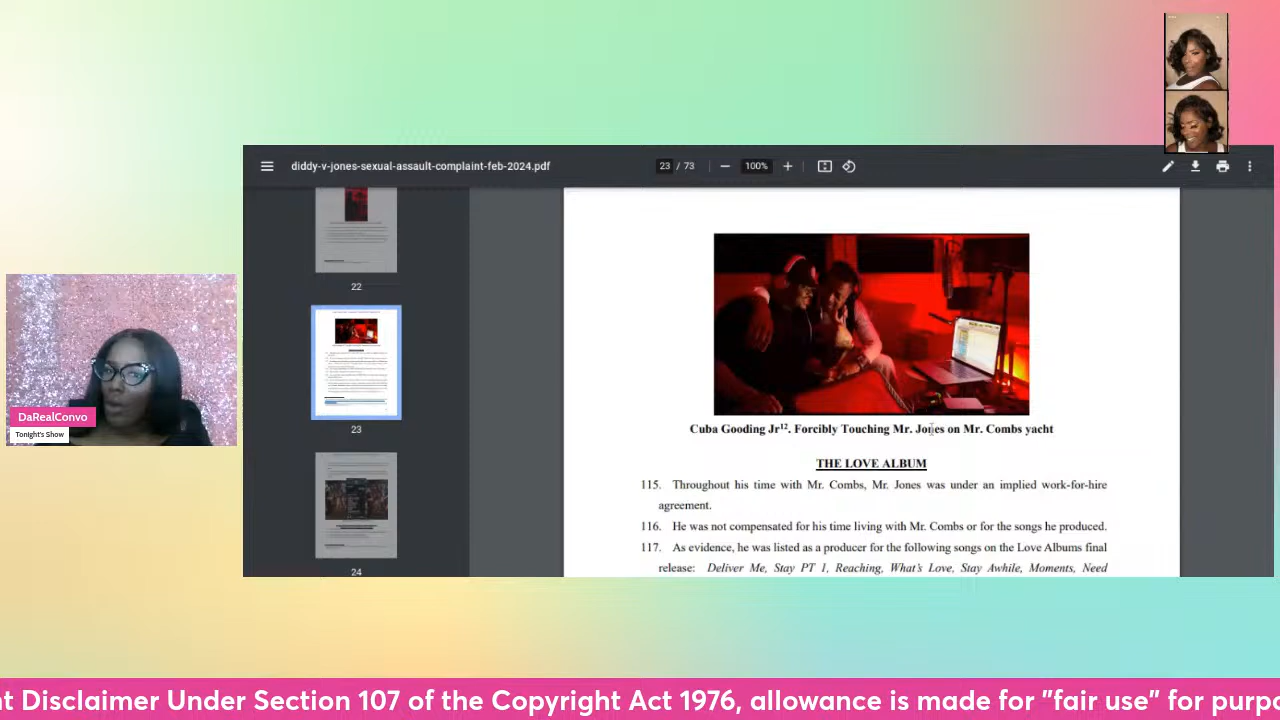 diddy-v-jones-sexual-assault-complaint-feb-2024.pdf
23 / 73
100%
22
23
24
Cuba Gooding Jr¹². Forcibly Touching Mr. Jones on Mr. Combs yacht
THE LOVE ALBUM
115. Throughout his time with Mr. Combs, Mr. Jones was under an implied work-for-hire
agreement.
116. He was not compensated for his time living with Mr. Combs or for the songs he produced.
117. As evidence, he was listed as a producer for the following songs on the Love Albums final
release: Deliver Me, Stay PT 1, Reaching, What's Love, Stay Awhile, Moments, Need
DaRealConvo
Tonight's Show
nt Disclaimer Under Section 107 of the Copyright Act 1976, allowance is made for "fair use" for purpo